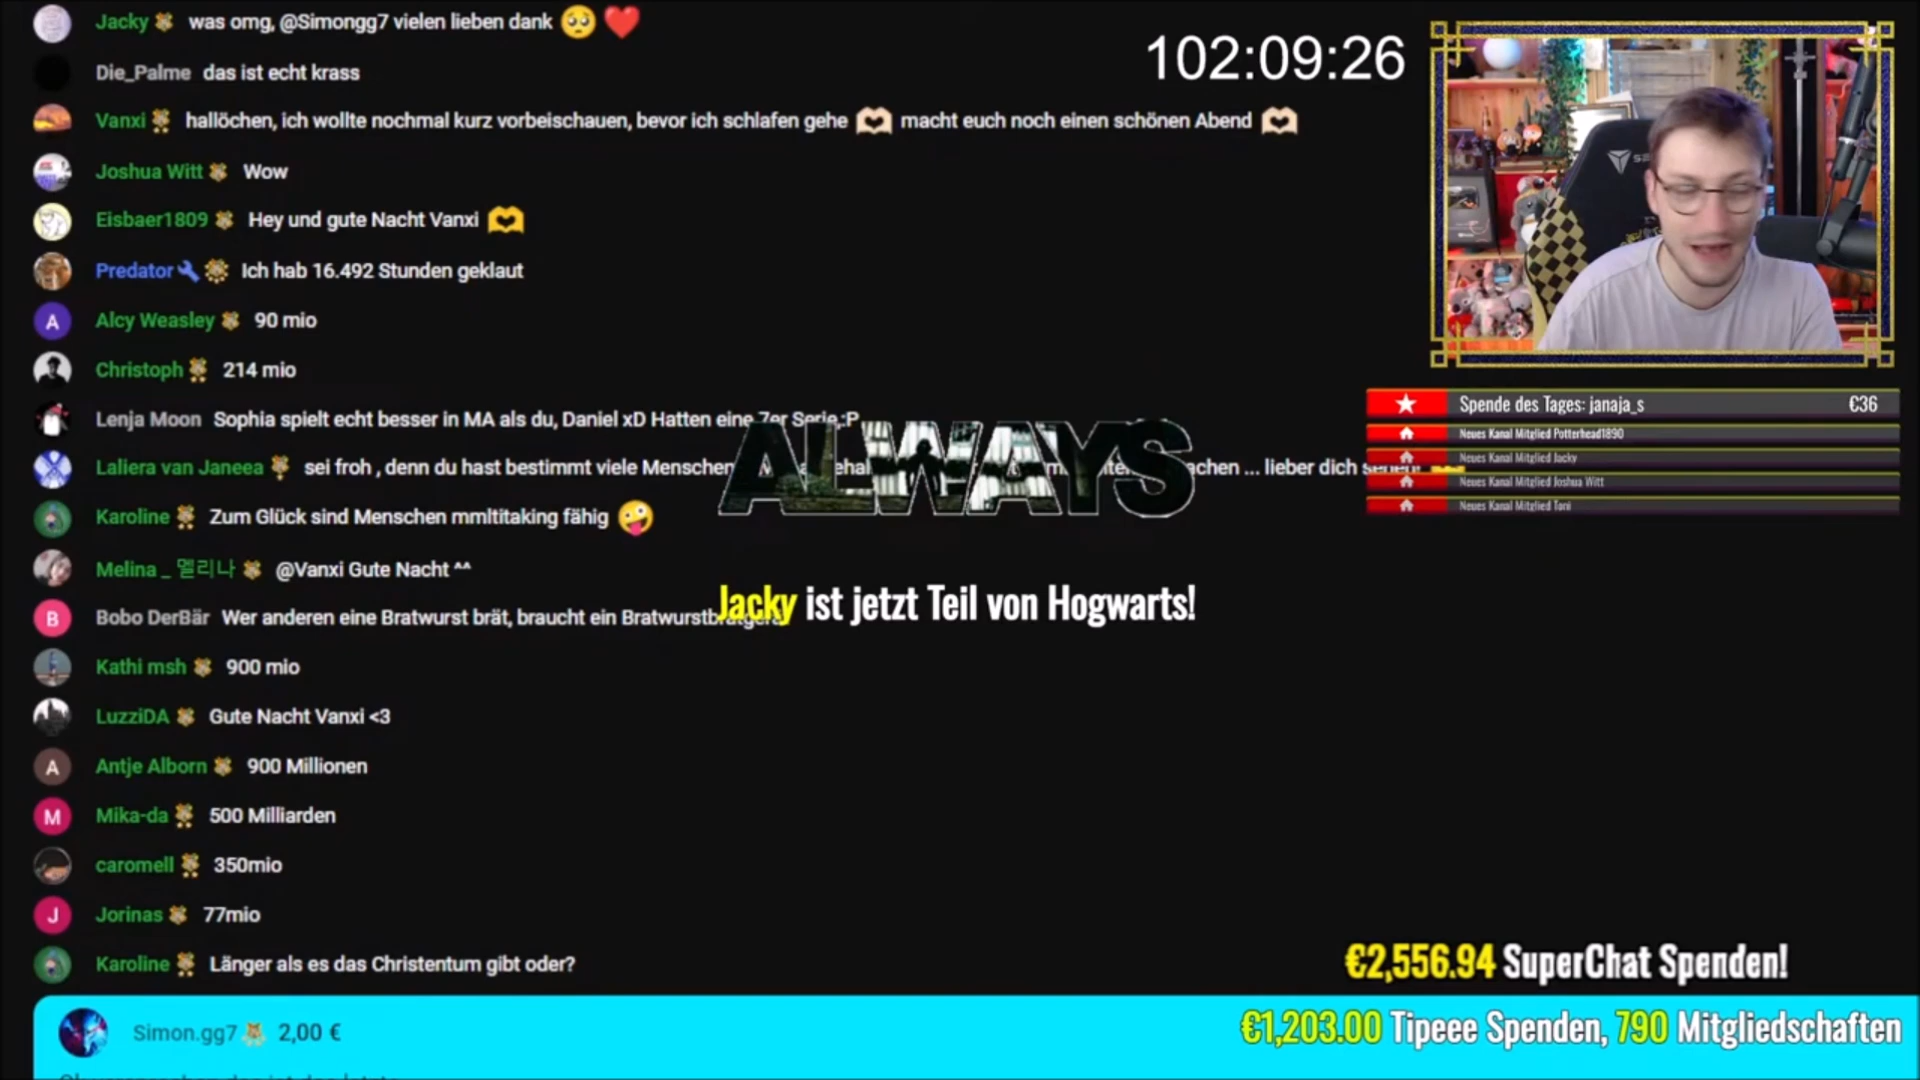 Jacky was omg, @Simongg7 vielen lieben dank 🥺 ❤️
102:09:26
Die_Palme das ist echt krass
Vanxi hallöchen, ich wollte nochmal kurz vorbeischauen, bevor ich schlafen gehe 🫶🏻 macht euch noch einen schönen Abend 🫶🏻
Joshua Witt Wow
Eisbaer1809 Hey und gute Nacht Vanxi 🫶
Predator Ich hab 16.492 Stunden geklaut
Alcy Weasley 90 mio
Christoph 214 mio
Spende des Tages: janaja_s €36
Neues Kanal Mitglied Potterhead1890
Neues Kanal Mitglied Jacky
Neues Kanal Mitglied Joshua Witt
Neues Kanal Mitglied Toni
Lenja Moon Sophia spielt echt besser in MA als du, Daniel xD Hatten eine 7er Serie ;P
Laliera van Janeea sei froh , denn du hast bestimmt viele Menschen ... lieber dich
ALWAYS
Karoline Zum Glück sind Menschen mmltitaking fähig 🤪
Melina _ 멜리나 @Vanxi Gute Nacht ^^
Jacky ist jetzt Teil von Hogwarts!
Bobo DerBär Wer anderen eine Bratwurst brät, braucht ein
Kathi msh 900 mio
LuzziDA Gute Nacht Vanxi <3
Antje Alborn 900 Millionen
Mika-da 500 Milliarden
caromell 350mio
Jorinas 77mio
Karoline Länger als es das Christentum gibt oder?
€2,556.94 SuperChat Spenden!
Simon.gg7 2,00 €
€1,203.00 Tipeee Spenden, 790 Mitgliedschaften